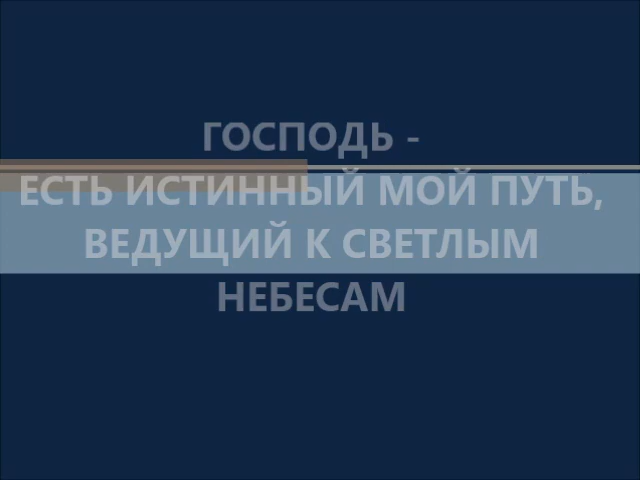 ГОСПОДЬ -
ЕСТЬ ИСТИННЫЙ МОЙ ПУТЬ,
ВЕДУЩИЙ К СВЕТЛЫМ
НЕБЕСАМ